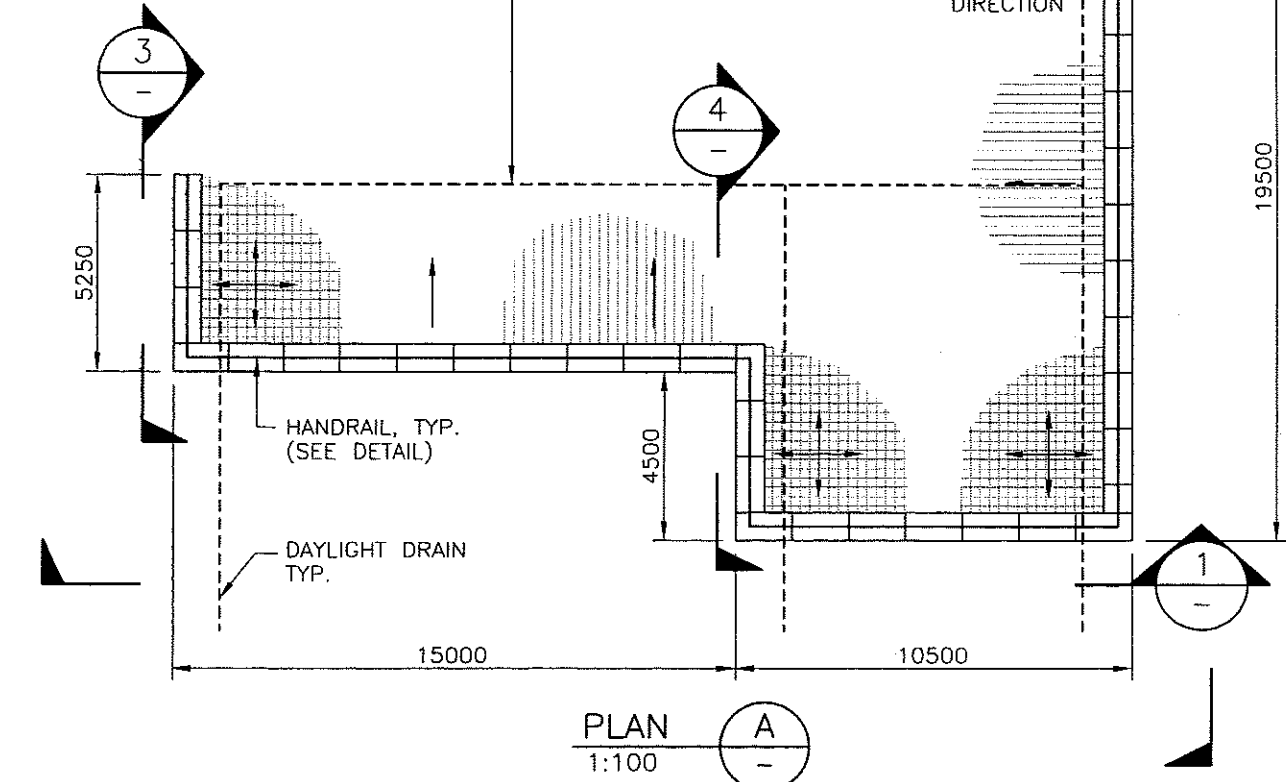 DIRECTION
3
-
4
-
19500
5250
HANDRAIL, TYP.
(SEE DETAIL)
4500
DAYLIGHT DRAIN
TYP.
1
-
15000
10500
PLAN
1:100
A
-